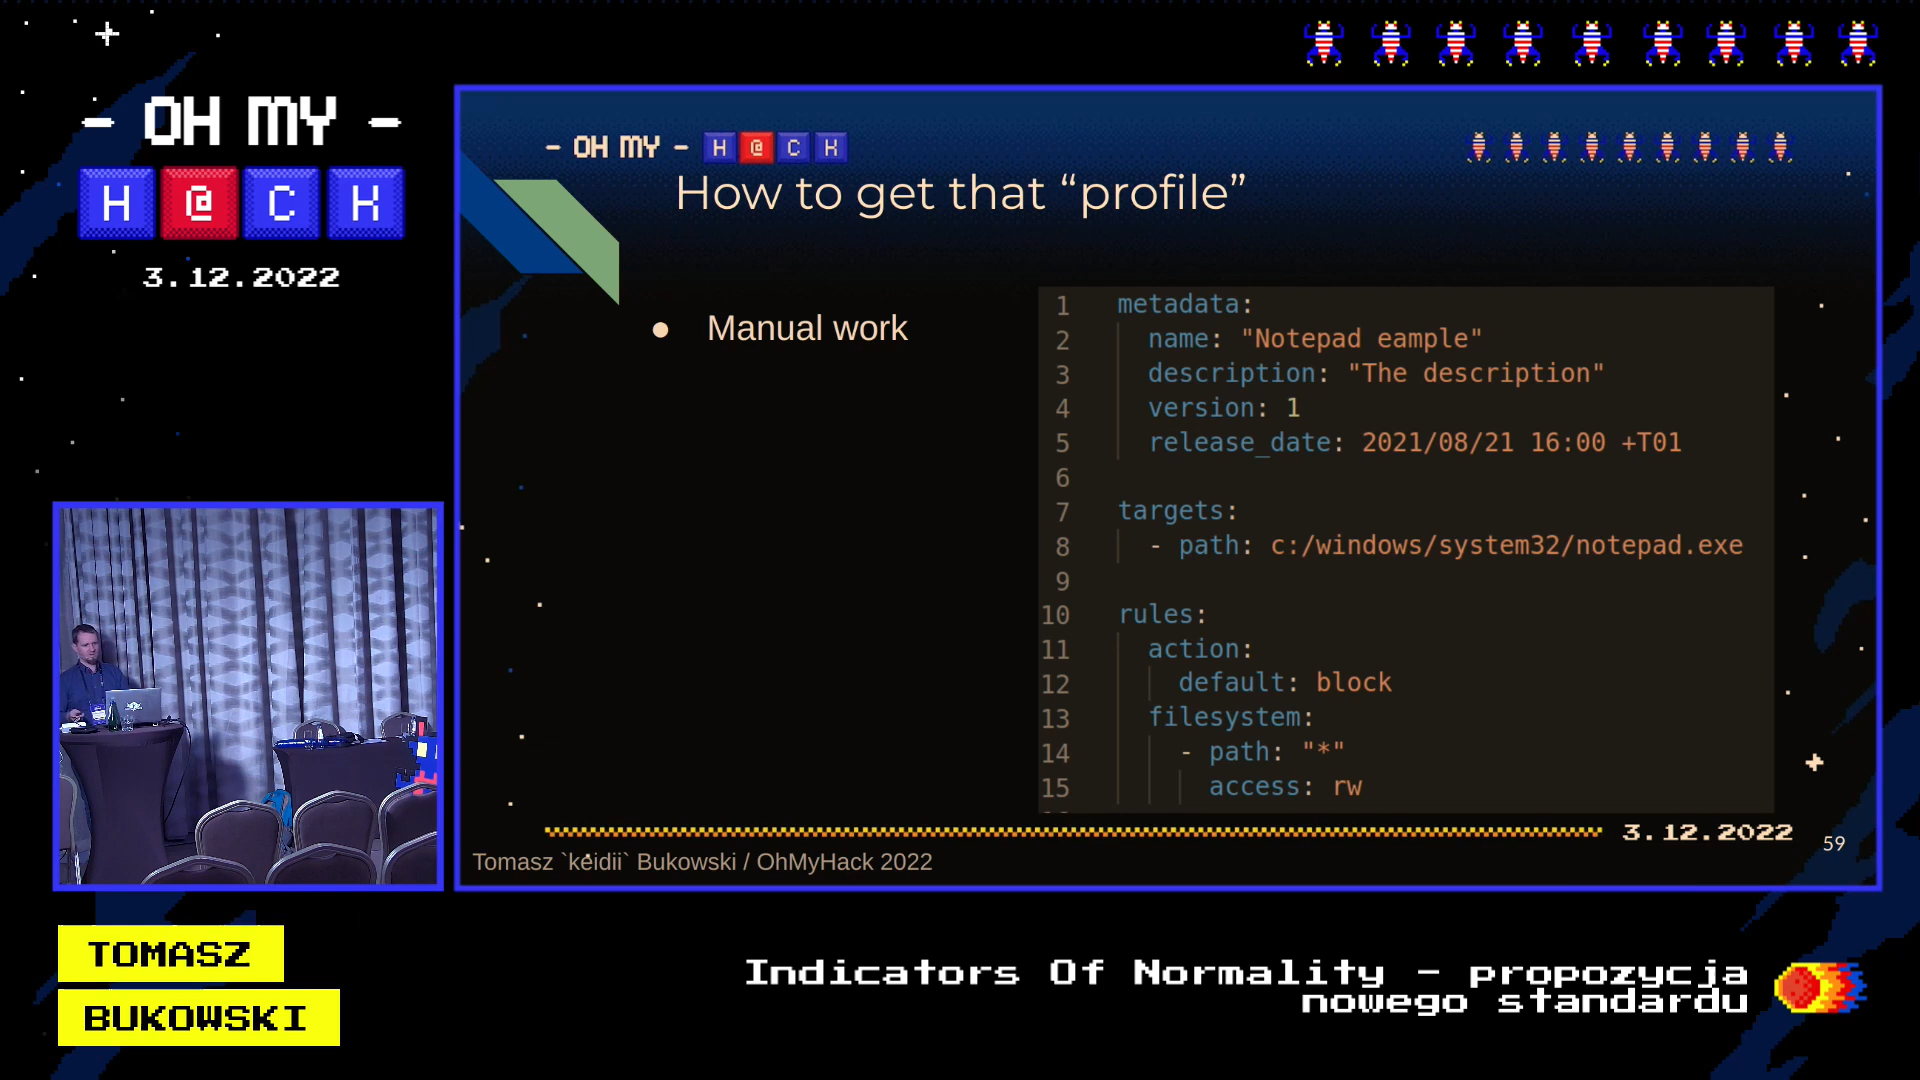 - OH MY -
H@CK
3.12.2022
- OH MY - H@CK
How to get that “profile”
● Manual work
1 metadata:
2 name: "Notepad eample"
3 description: "The description"
4 version: 1
5 release_date: 2021/08/21 16:00 +T01
6
7 targets:
8 - path: c:/windows/system32/notepad.exe
9
10 rules:
11 action:
12 default: block
13 filesystem:
14 - path: "*"
15 access: rw
3.12.2022
59
Tomasz `keidii` Bukowski / OhMyHack 2022
TOMASZ
BUKOWSKI
Indicators Of Normality - propozycja
nowego standardu